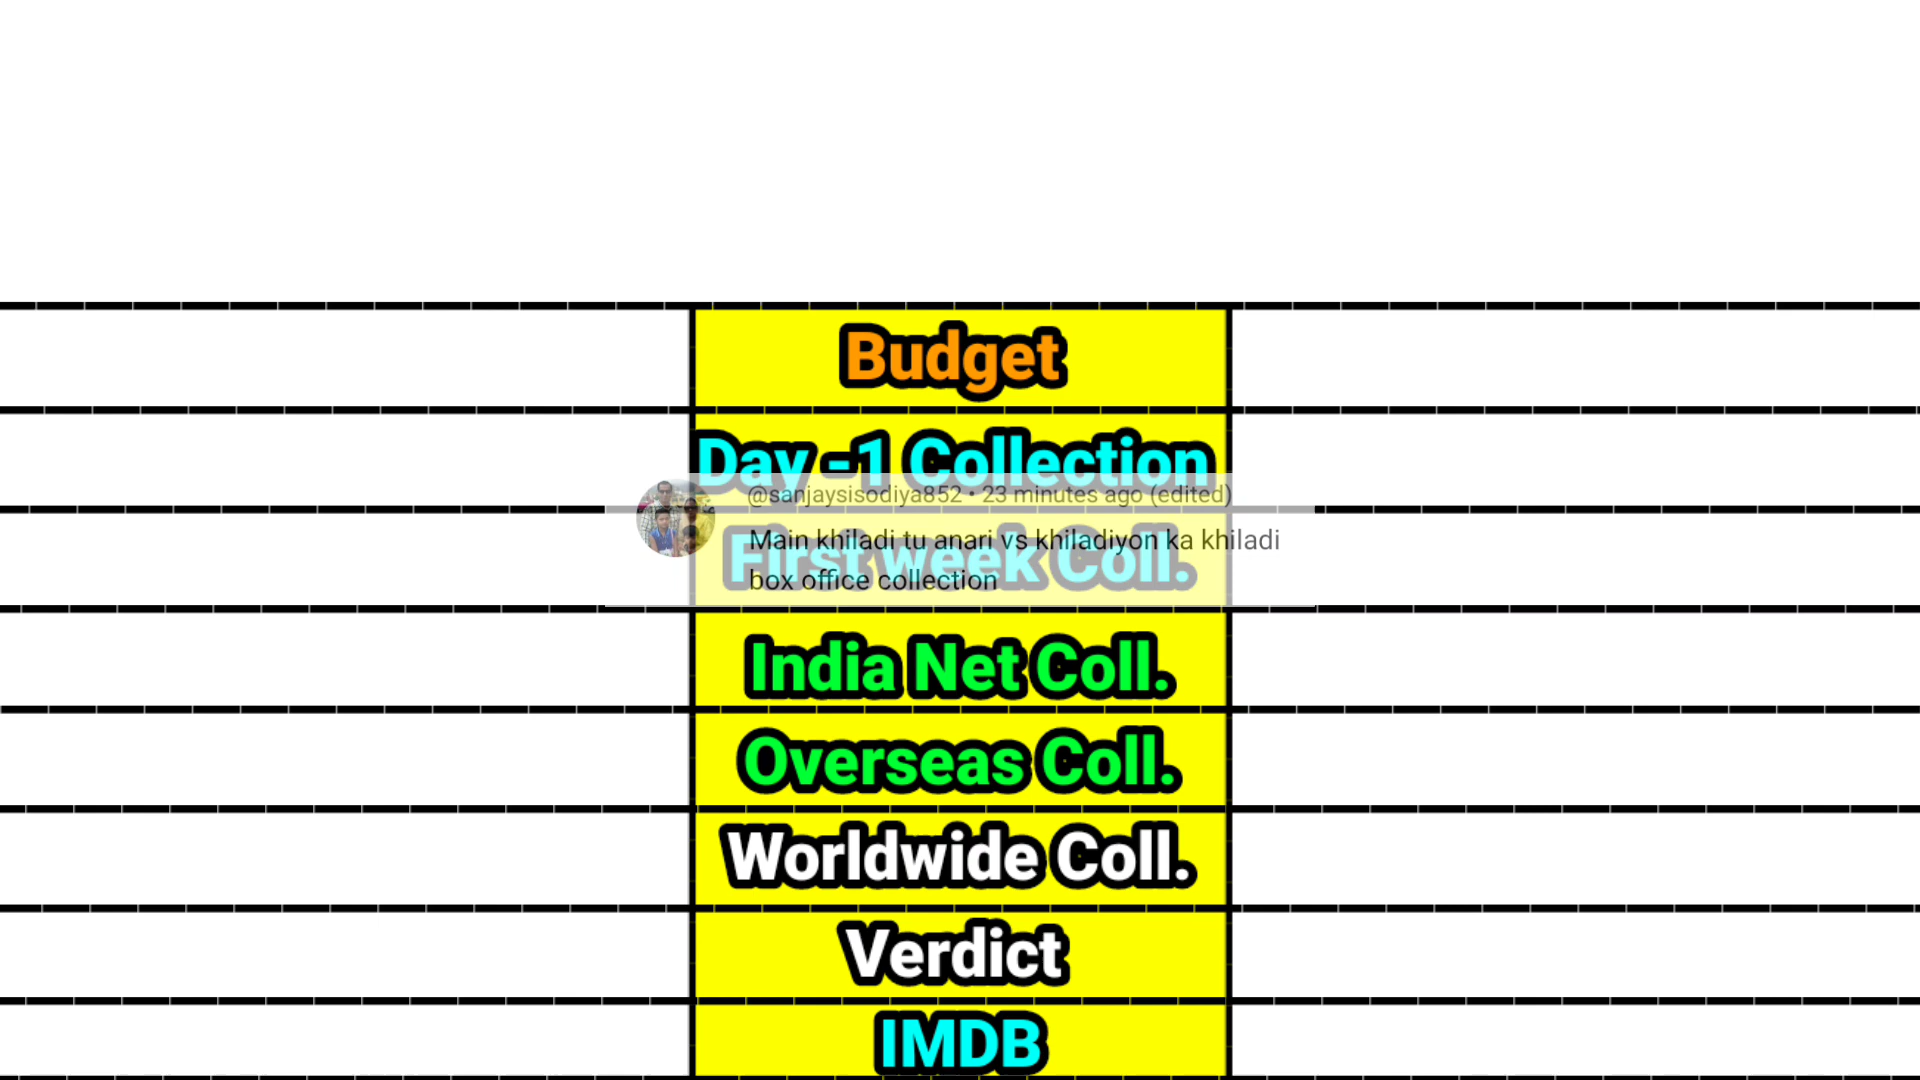 Budget
Day -1 Collection
@sanjaysisodiya852 • 23 minutes ago (edited)
Main khiladi tu anari vs khiladiyon ka khiladi
First week Coll.
box office collection
India Net Coll.
Overseas Coll.
Worldwide Coll.
Verdict
IMDB